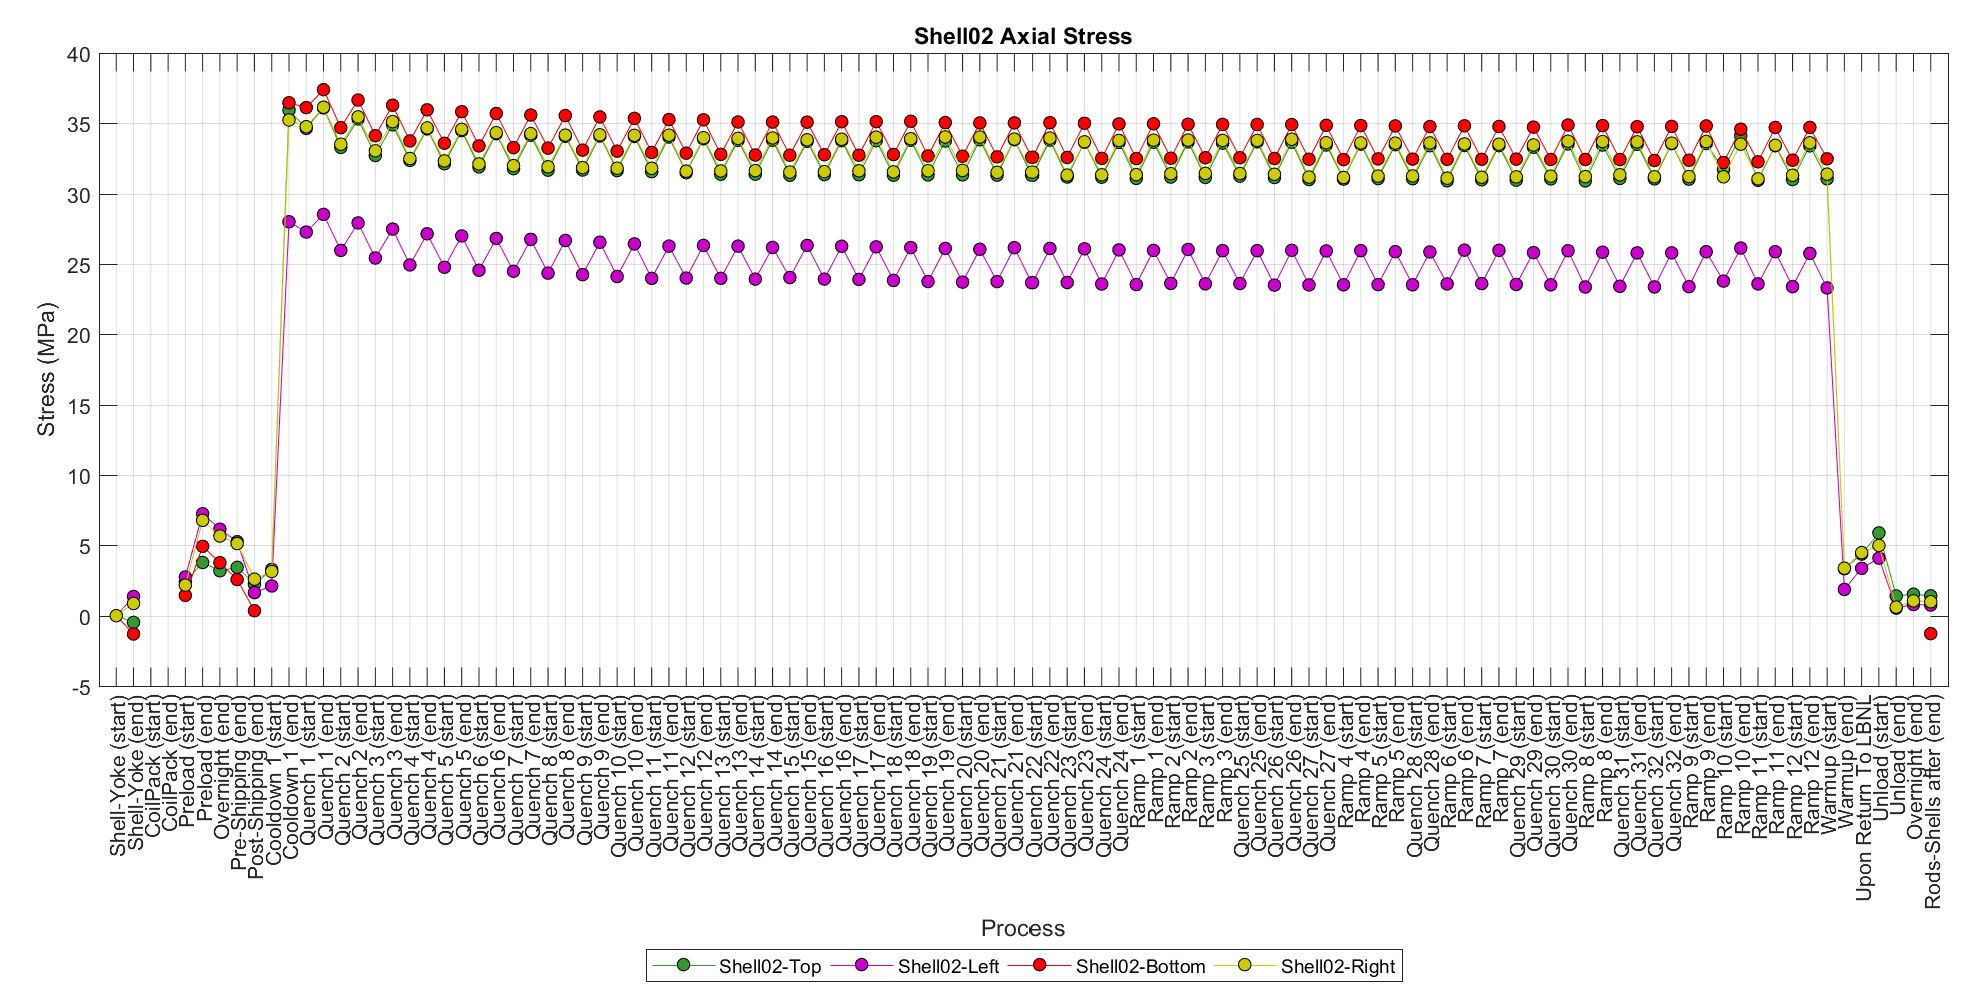 Shell02 Axial Stress
40
35
30
25
20
15
10
5
0
-5
Stress (MPa)
Shell-Yoke (start)
Shell-Yoke (end)
CoilPack (start)
CoilPack (end)
Preload (start)
Preload (end)
Overnight (end)
Pre-Shipping (end)
Post-Shipping (end)
Cooldown 1 (start)
Cooldown 1 (end)
Quench 1 (start)
Quench 1 (end)
Quench 2 (start)
Quench 2 (end)
Quench 3 (start)
Quench 3 (end)
Quench 4 (start)
Quench 4 (end)
Quench 5 (start)
Quench 5 (end)
Quench 6 (start)
Quench 6 (end)
Quench 7 (start)
Quench 7 (end)
Quench 8 (start)
Quench 8 (end)
Quench 9 (start)
Quench 9 (end)
Quench 10 (start)
Quench 10 (end)
Quench 11 (start)
Quench 11 (end)
Quench 12 (start)
Quench 12 (end)
Quench 13 (start)
Quench 13 (end)
Quench 14 (start)
Quench 14 (end)
Quench 15 (start)
Quench 15 (end)
Quench 16 (start)
Quench 16 (end)
Quench 17 (start)
Quench 17 (end)
Quench 18 (start)
Quench 18 (end)
Quench 19 (start)
Quench 19 (end)
Quench 20 (start)
Quench 20 (end)
Quench 21 (start)
Quench 21 (end)
Quench 22 (start)
Quench 22 (end)
Quench 23 (start)
Quench 23 (end)
Quench 24 (start)
Quench 24 (end)
Ramp 1 (start)
Ramp 1 (end)
Ramp 2 (start)
Ramp 2 (end)
Ramp 3 (start)
Ramp 3 (end)
Quench 25 (start)
Quench 25 (end)
Quench 26 (start)
Quench 26 (end)
Quench 27 (start)
Quench 27 (end)
Ramp 4 (start)
Ramp 4 (end)
Ramp 5 (start)
Ramp 5 (end)
Quench 28 (start)
Quench 28 (end)
Ramp 6 (start)
Ramp 6 (end)
Ramp 7 (start)
Ramp 7 (end)
Quench 29 (start)
Quench 29 (end)
Quench 30 (start)
Quench 30 (end)
Ramp 8 (start)
Ramp 8 (end)
Quench 31 (start)
Quench 31 (end)
Quench 32 (start)
Quench 32 (end)
Ramp 9 (start)
Ramp 9 (end)
Ramp 10 (start)
Ramp 10 (end)
Ramp 11 (start)
Ramp 11 (end)
Ramp 12 (start)
Ramp 12 (end)
Warmup (start)
Warmup (end)
Upon Return To LBNL
Unload (start)
Unload (end)
Overnight (end)
Rods-Shells after (end)
Process
Shell02-Top
Shell02-Left
Shell02-Bottom
Shell02-Right